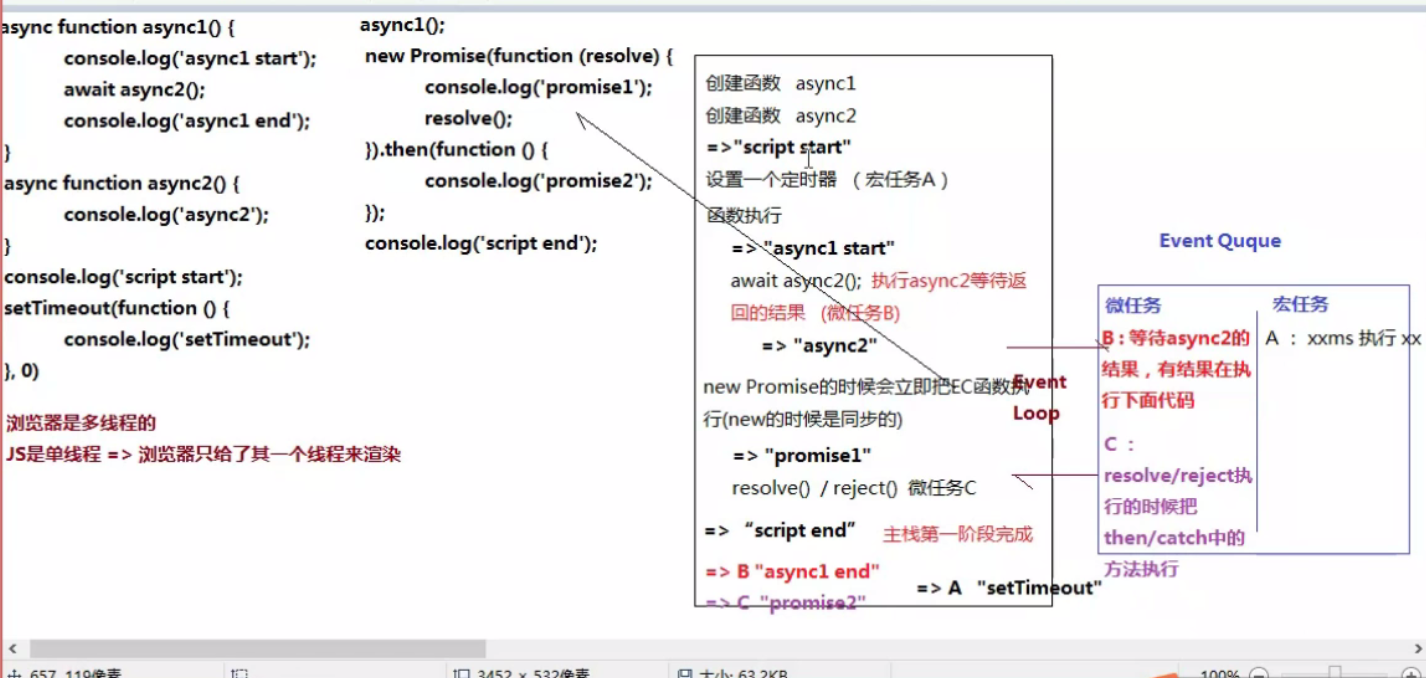 async function async1() {
console.log('async1 start');
await async2();
console.log('async1 end');
}
async function async2() {
console.log('async2');
}
console.log('script start');
setTimeout(function () {
console.log('setTimeout');
}, 0)
浏览器是多线程的
JS是单线程 => 浏览器只给了其一个线程来渲染
async1();
new Promise(function (resolve) {
console.log('promise1');
resolve();
}).then(function () {
console.log('promise2');
});
console.log('script end');
创建函数 async1
创建函数 async2
=>"script start"
设置一个定时器 （宏任务A ）
函数执行
=> "async1 start"
await async2(); 执行async2等待返
回的结果 (微任务B)
=> "async2"
new Promise的时候会立即把EC函数执
行(new的时候是同步的)
=> "promise1"
resolve() / reject() 微任务C
=> “script end” 主栈第一阶段完成
=> B "async1 end"
=> C "promise2"
=> A "setTimeout"
Event
Loop
Event Quque
微任务
B : 等待async2的
结果，有结果在执
行下面代码
C ：
resolve/reject执
行的时候把
then/catch中的
方法执行
宏任务
A ： xxms 执行 xx
657, 119像素
3452 × 532像素
大小: 63.2KB
100%